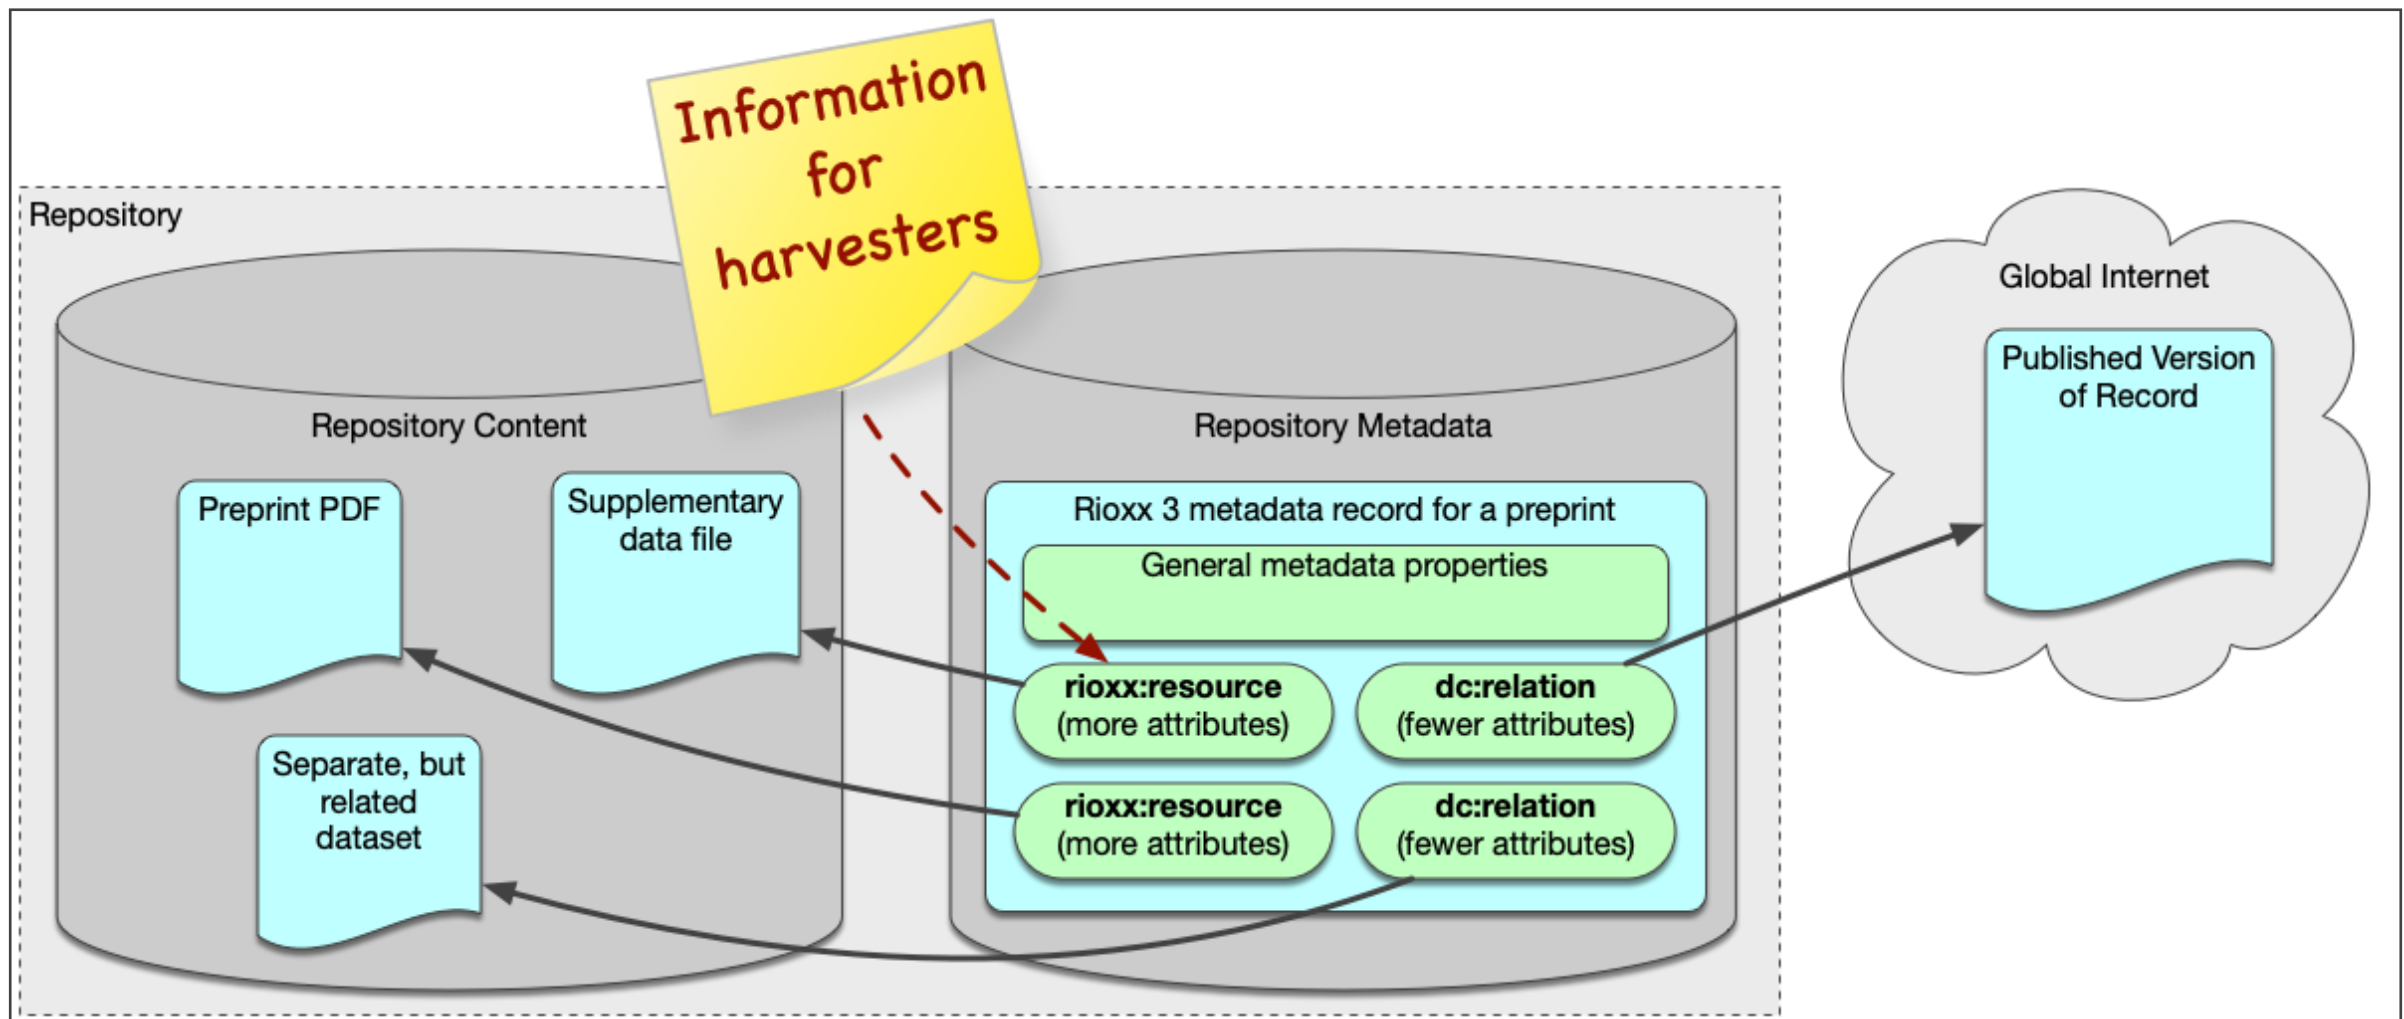 Information
for
harvesters
Repository
Global Internet
Published Version
of Record
Repository Content
Repository Metadata
Preprint PDF
Supplementary
data file
Separate, but
related
dataset
Rioxx 3 metadata record for a preprint
General metadata properties
rioxx:resource
(more attributes)
dc:relation
(fewer attributes)
rioxx:resource
(more attributes)
dc:relation
(fewer attributes)